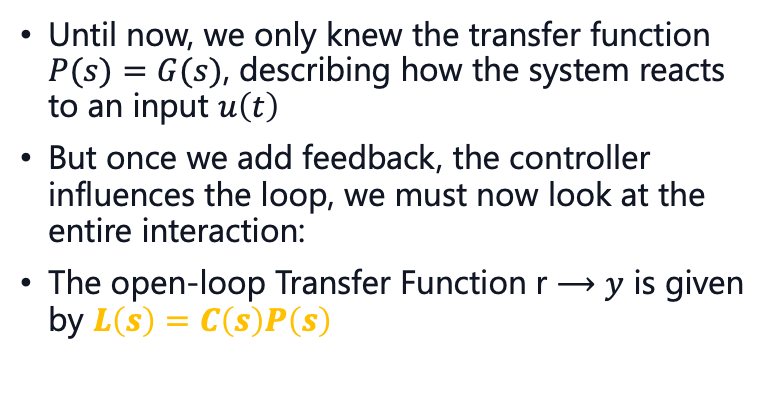 • Until now, we only knew the transfer function
𝑃(𝑠) = 𝐺(𝑠), describing how the system reacts
to an input 𝑢(𝑡)
• But once we add feedback, the controller
influences the loop, we must now look at the
entire interaction:
• The open-loop Transfer Function r ⟶ 𝑦 is given
by 𝑳(𝒔) = 𝑪(𝒔)𝑷(𝒔)